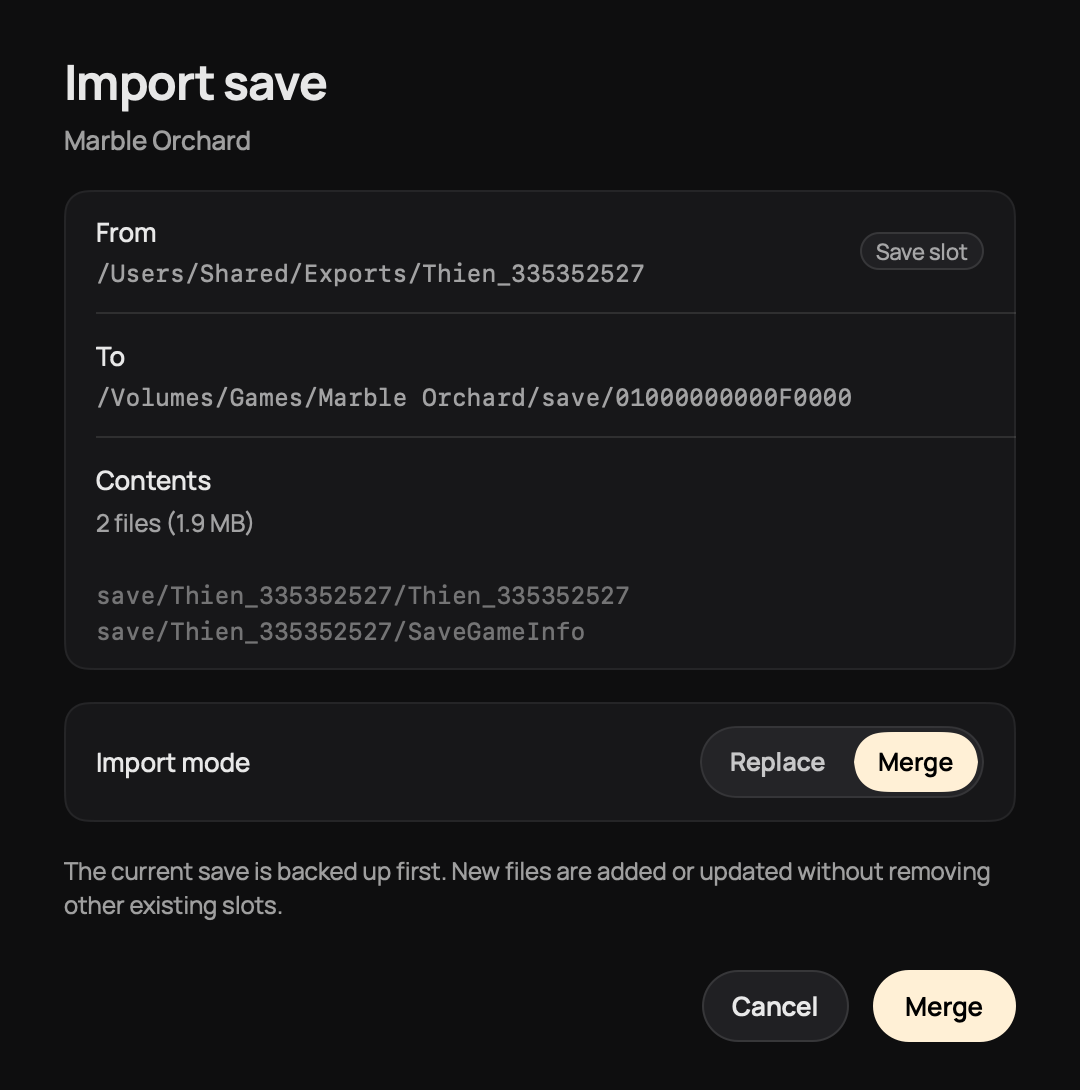 Import save
Marble Orchard
From
/Users/Shared/Exports/Thien_335352527
Save slot
To
/Volumes/Games/Marble Orchard/save/01000000000F0000
Contents
2 files (1.9 MB)
save/Thien_335352527/Thien_335352527
save/Thien_335352527/SaveGameInfo
Import mode
Replace
Merge
The current save is backed up first. New files are added or updated without removing
other existing slots.
Cancel
Merge